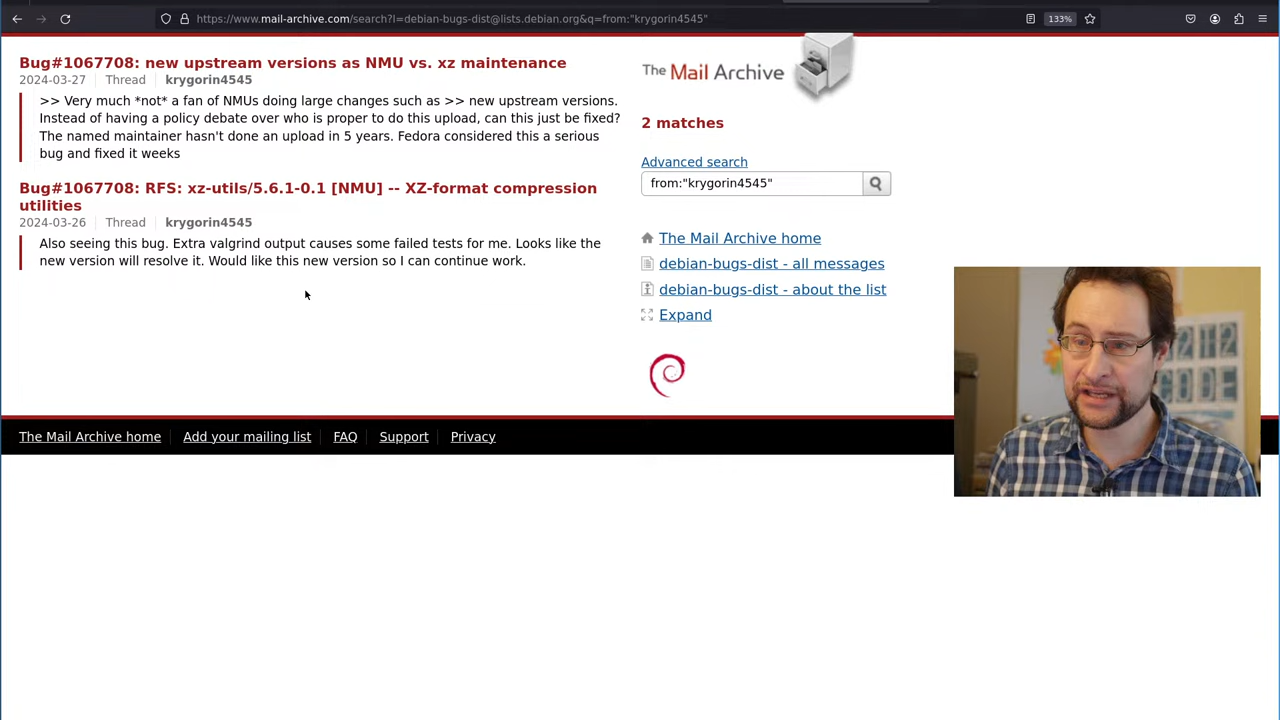 https://www.mail-archive.com/search?l=debian-bugs-dist@lists.debian.org&q=from:"krygorin4545"
133%
Bug#1067708: new upstream versions as NMU vs. xz maintenance
2024-03-27 Thread krygorin4545
>> Very much *not* a fan of NMUs doing large changes such as >> new upstream versions.
Instead of having a policy debate over who is proper to do this upload, can this just be fixed?
The named maintainer hasn't done an upload in 5 years. Fedora considered this a serious
bug and fixed it weeks
Bug#1067708: RFS: xz-utils/5.6.1-0.1 [NMU] -- XZ-format compression
utilities
2024-03-26 Thread krygorin4545
Also seeing this bug. Extra valgrind output causes some failed tests for me. Looks like the
new version will resolve it. Would like this new version so I can continue work.
The Mail Archive
2 matches
Advanced search
from:"krygorin4545"
The Mail Archive home
debian-bugs-dist - all messages
debian-bugs-dist - about the list
Expand
The Mail Archive home Add your mailing list FAQ Support Privacy